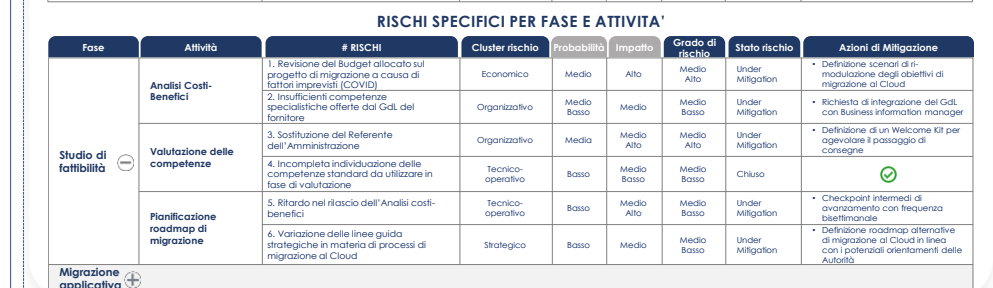 RISCHI SPECIFICI PER FASE E ATTIVITA'
Fase
Attività
# RISCHI
Cluster rischio
Probabilità
Impatto
Grado di
rischio
Stato rischio
Azioni di Mitigazione
Studio di
fattibilità
Analisi Costi-
Benefici
1. Revisione del Budget allocato sul
progetto di migrazione a causa di
fattori imprevisti (COVID)
Economico
Medio
Alto
Medio
Alto
Under
Mitigation
• Definizione scenari di ri-
modulazione degli obiettivi di
migrazione al Cloud
2. Insufficienti competenze
specialistiche offerte dal GdL del
fornitore
Organizzativo
Medio
Basso
Medio
Medio
Basso
Under
Mitigation
• Richiesta di integrazione del GdL
con Business information manager
Valutazione delle
competenze
3. Sostituzione del Referente
dell'Amministrazione
Organizzativo
Media
Medio
Alto
Medio
Alto
Under
Mitigation
• Definizione di un Welcome Kit per
agevolare il passaggio di
consegne
4. Incompleta individuazione delle
competenze standard da utilizzare in
fase di valutazione
Tecnico-
operativo
Basso
Medio
Basso
Medio
Basso
Chiuso
Pianificazione
roadmap di
migrazione
5. Ritardo nel rilascio dell'Analisi costi-
benefici
Tecnico-
operativo
Basso
Medio
Alto
Medio
Basso
Under
Mitigation
• Checkpoint intermedi di
avanzamento con frequenza
bisettimanale
6. Variazione delle linee guida
strategiche in materia di processi di
migrazione al Cloud
Strategico
Basso
Medio
Medio
Basso
Under
Mitigation
• Definizione roadmap alternative
di migrazione al Cloud in linea
con i potenziali orientamenti delle
Autorità
Migrazione
applicativa